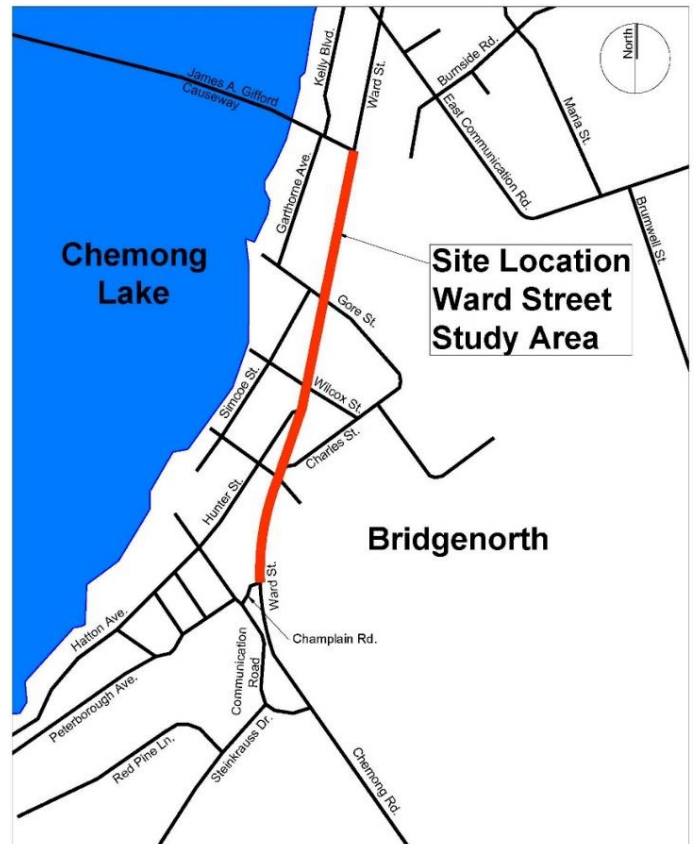 Kelly Blvd.
Ward St.
Burnside Rd.
North
James A. Gifford
Causeway
East Communication Rd.
Maria St.
Garthorne Ave.
Brumwell St.
Chemong
Lake
Site Location
Ward Street
Study Area
Gore St.
Simcoe St.
Wilcox St.
Charles St.
Hunter St.
Bridgenorth
Ward St.
Hatton Ave.
Champlain Rd.
Communication
Road
Peterborough Ave.
Red Pine Ln.
Steinkrauss Dr.
Chemong Rd.